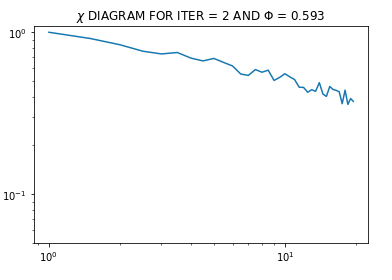 χ DIAGRAM FOR ITER = 2 AND Φ = 0.593
10⁰
10⁻¹
10⁰
10¹